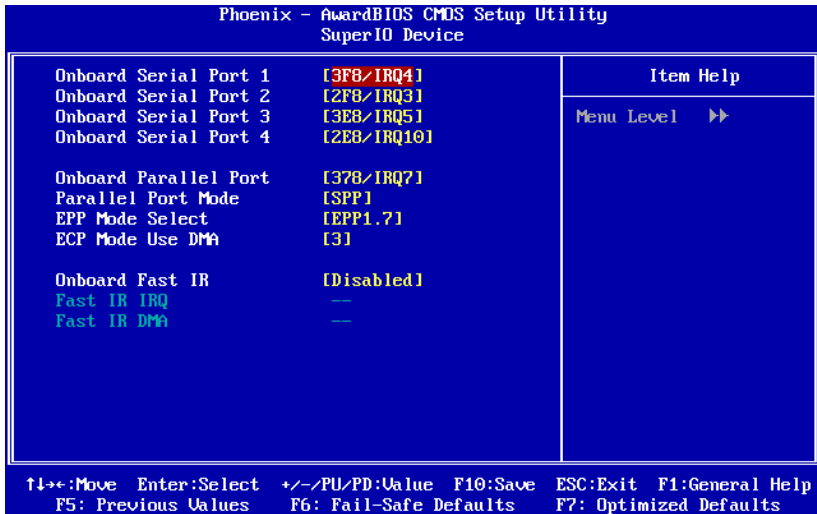 Phoenix - AwardBIOS CMOS Setup Utility
SuperIO Device
Onboard Serial Port 1 [3F8/IRQ4] Item Help
Onboard Serial Port 2 [2F8/IRQ3]
Onboard Serial Port 3 [3E8/IRQ5] Menu Level ►►
Onboard Serial Port 4 [2E8/IRQ10]
Onboard Parallel Port [378/IRQ7]
Parallel Port Mode [SPP]
EPP Mode Select [EPP1.7]
ECP Mode Use DMA [3]
Onboard Fast IR [Disabled]
Fast IR IRQ --
Fast IR DMA --
↑↓→←:Move Enter:Select +/-/PU/PD:Value F10:Save ESC:Exit F1:General Help
F5: Previous Values F6: Fail-Safe Defaults F7: Optimized Defaults